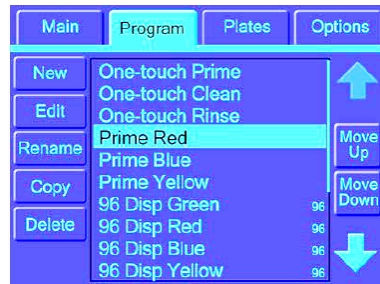 Main Program Plates Options
New
Edit
Rename
Copy
Delete
One-touch Prime
One-touch Clean
One-touch Rinse
Prime Red
Prime Blue
Prime Yellow
96 Disp Green 96
96 Disp Red 96
96 Disp Blue 96
96 Disp Yellow 96
Move
Up
Move
Down